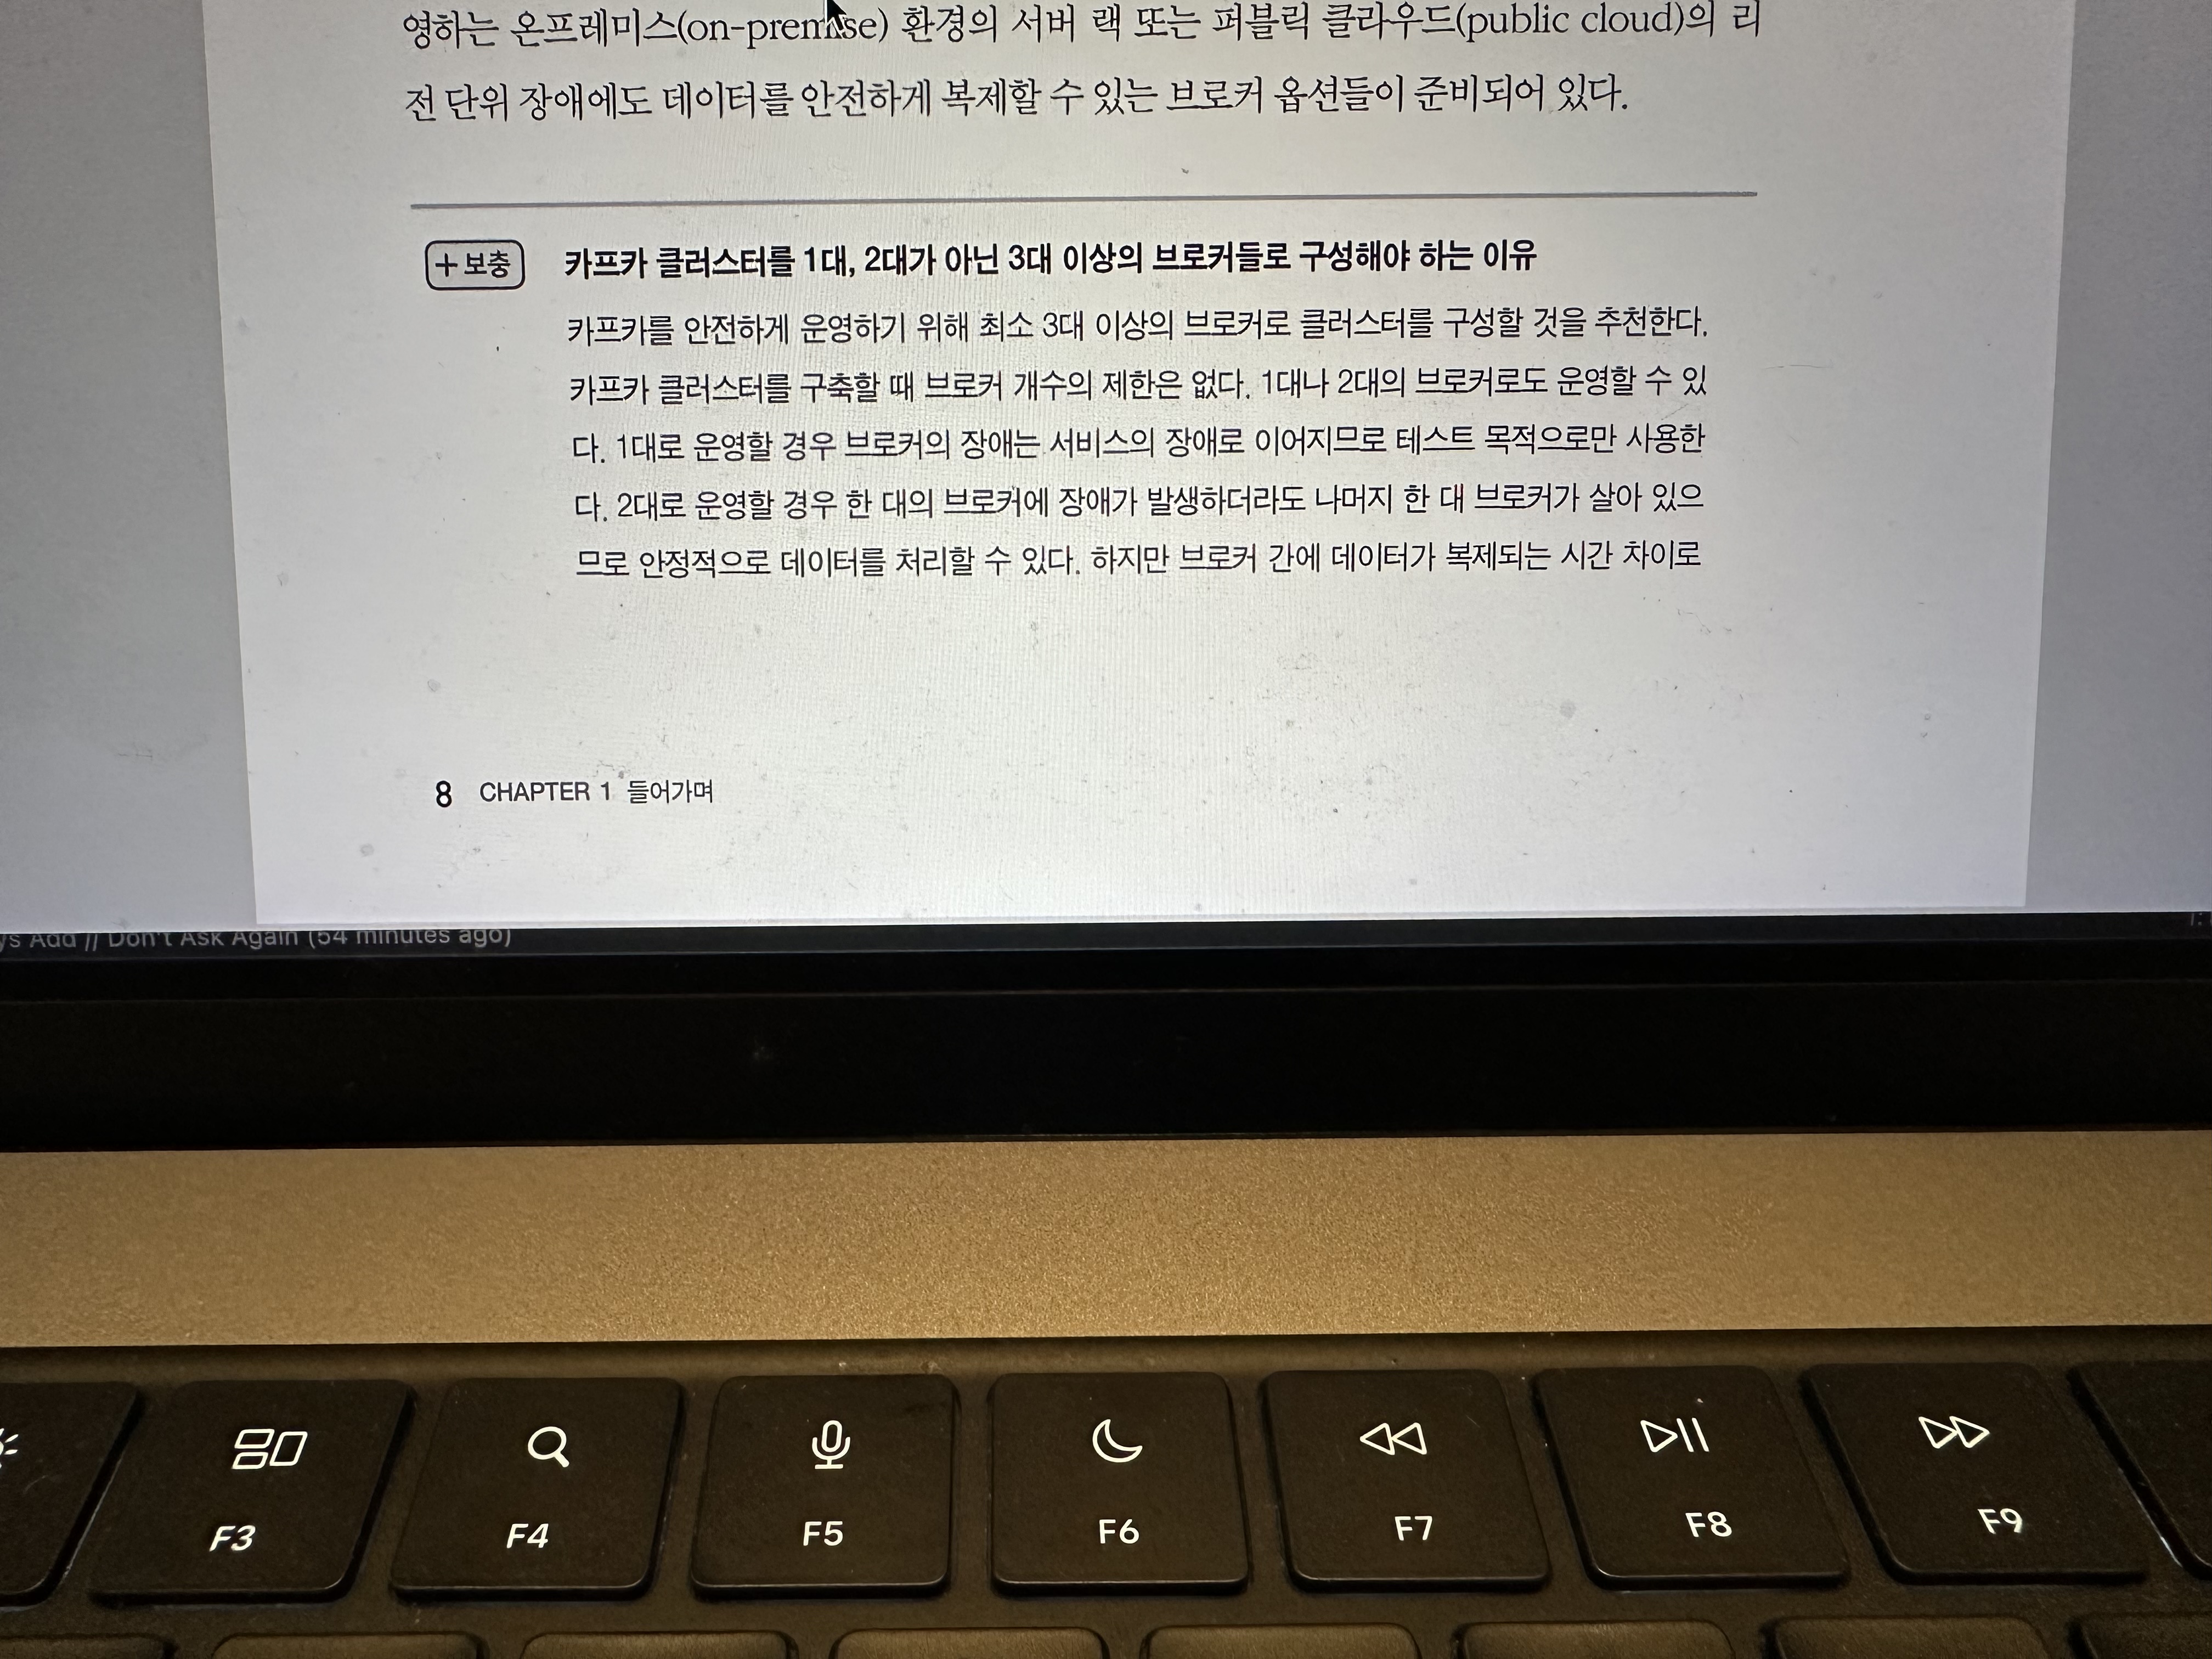 영하는 온프레미스(on-premise) 환경의 서버 랙 또는 퍼블릭 클라우드(public cloud)의 리
전 단위 장애에도 데이터를 안전하게 복제할 수 있는 브로커 옵션들이 준비되어 있다.
+보충 카프카 클러스터를 1대, 2대가 아닌 3대 이상의 브로커들로 구성해야 하는 이유
카프카를 안전하게 운영하기 위해 최소 3대 이상의 브로커로 클러스터를 구성할 것을 추천한다.
카프카 클러스터를 구축할 때 브로커 개수의 제한은 없다. 1대나 2대의 브로커로도 운영할 수 있
다. 1대로 운영할 경우 브로커의 장애는 서비스의 장애로 이어지므로 테스트 목적으로만 사용한
다. 2대로 운영할 경우 한 대의 브로커에 장애가 발생하더라도 나머지 한 대 브로커가 살아 있으
므로 안정적으로 데이터를 처리할 수 있다. 하지만 브로커 간에 데이터가 복제되는 시간 차이로
8 CHAPTER 1 들어가며
Add // Don't Ask Again (54 minutes ago)
F3 F4 F5 F6 F7 F8 F9